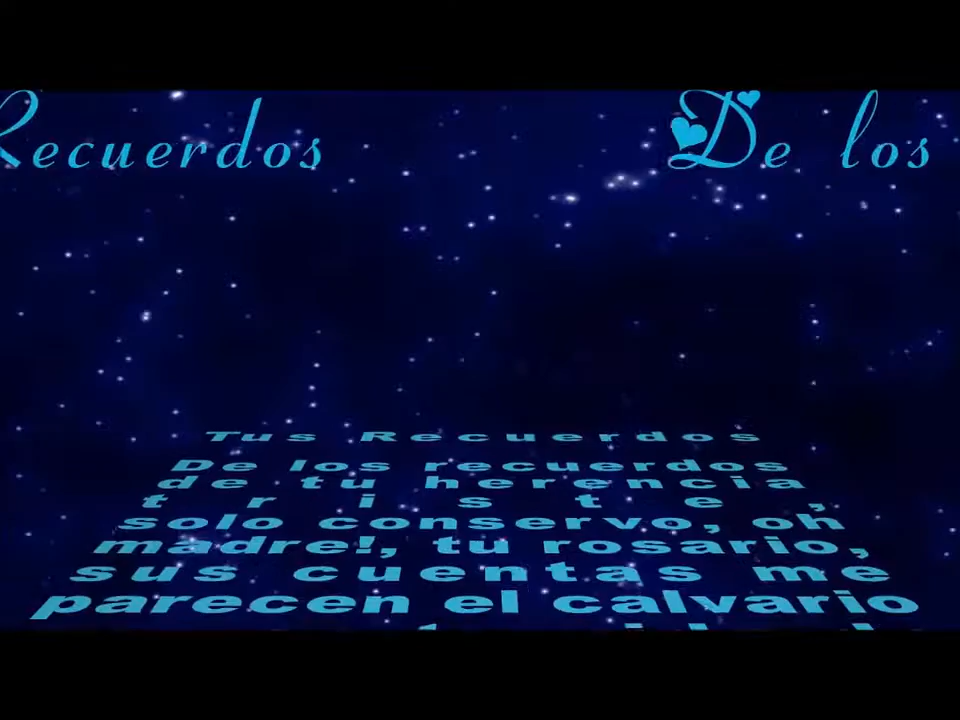 Recuerdos De los
Tus Recuerdos
De los recuerdos
de tu herencia
triste,
solo conservo, oh
madre!, tu rosario,
sus cuentas me
parecen el calvario